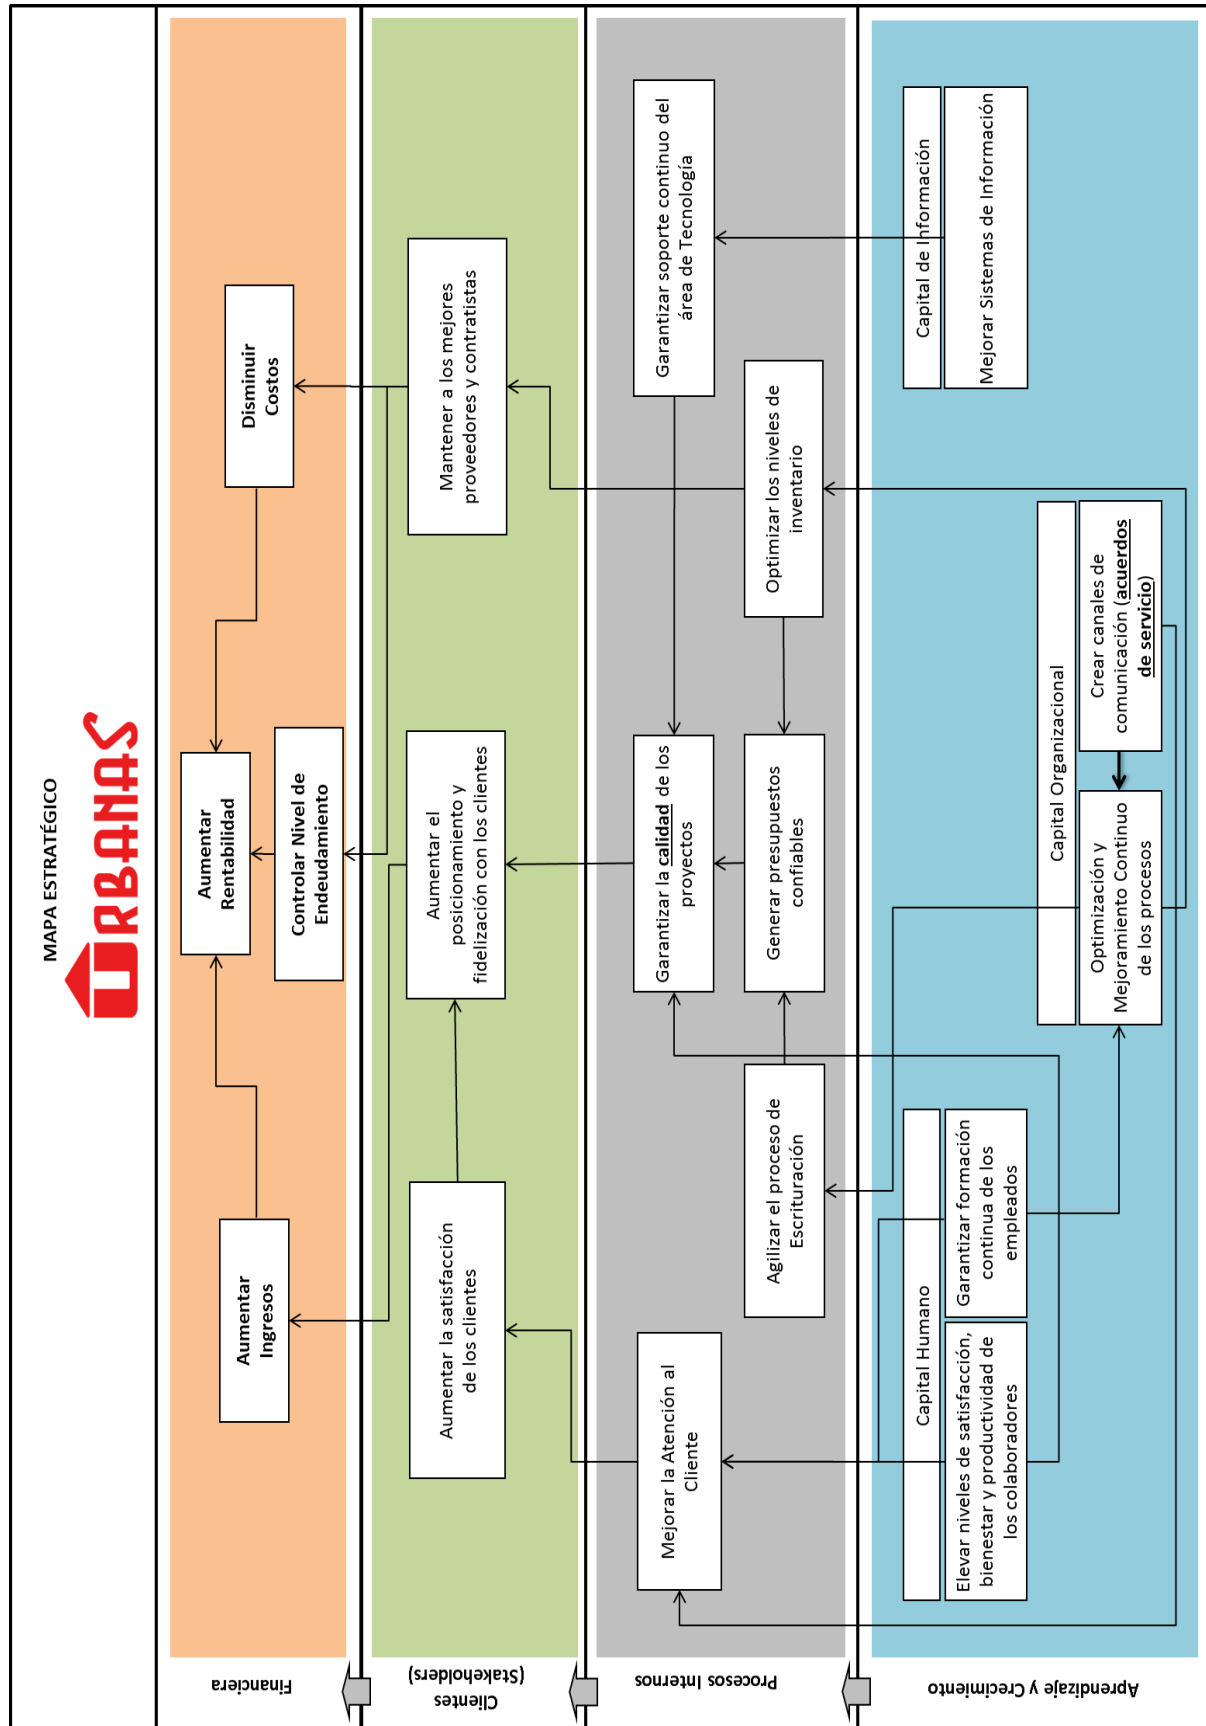 MAPA ESTRATÉGICO
URBANAS
Financiera
Aumentar
Ingresos
Aumentar
Rentabilidad
Controlar Nivel de
Endeudamiento
Disminuir
Costos
Clientes
(Stakeholders)
Aumentar la satisfacción
de los clientes
Aumentar el
posicionamiento y
fidelización con los clientes
Mantener a los mejores
proveedores y contratistas
Procesos Internos
Mejorar la Atención al
Cliente
Agilizar el proceso de
Escrituración
Garantizar la calidad de los
proyectos
Generar presupuestos
confiables
Optimizar los niveles de
inventario
Garantizar soporte continuo del
área de Tecnología
Aprendizaje y Crecimiento
Capital Humano
Elevar niveles de satisfacción,
bienestar y productividad de
los colaboradores
Garantizar formación
continua de los
empleados
Capital Organizacional
Optimización y
Mejoramiento Continuo
de los procesos
Crear canales de
comunicación (acuerdos
de servicio)
Capital de Información
Mejorar Sistemas de Información